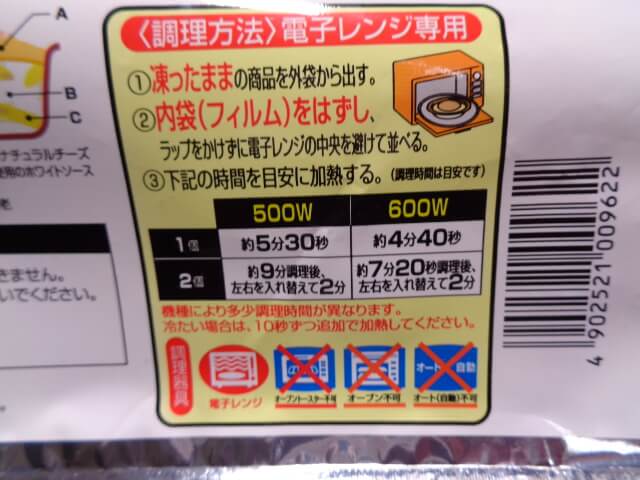 A
B
C
ナチュラルチーズ
使用のホワイトソース
きません。
いでください。
〈調理方法〉電子レンジ専用
①凍ったままの商品を外袋から出す。
②内袋(フィルム)をはずし、
ラップをかけずに電子レンジの中央を避けて並べる。
③下記の時間を目安に加熱する。(調理時間は目安です)
500W 600W
1個 約5分30秒 約4分40秒
2個 約9分調理後、左右を入れ替えて2分 約7分20秒調理後、左右を入れ替えて2分
機種により多少調理時間が異なります。
冷たい場合は、10秒ずつ追加で加熱してください。
調理器具
電子レンジ オーブントースター不可 オーブン不可 オート(自動)不可
オート 自動
4 902521 009622